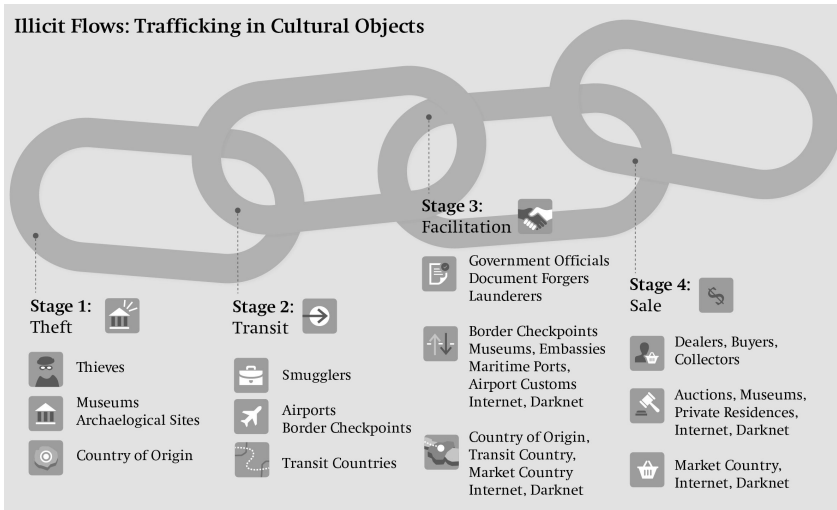 Illicit Flows: Trafficking in Cultural Objects
Stage 1:
Theft
Thieves
Museums
Archaelogical Sites
Country of Origin
Stage 2:
Transit
Smugglers
Airports
Border Checkpoints
Transit Countries
Stage 3:
Facilitation
Government Officials
Document Forgers
Launderers
Border Checkpoints
Museums, Embassies
Maritime Ports,
Airport Customs
Internet, Darknet
Country of Origin,
Transit Country,
Market Country
Internet, Darknet
Stage 4:
Sale
Dealers, Buyers,
Collectors
Auctions, Museums,
Private Residences,
Internet, Darknet
Market Country,
Internet, Darknet